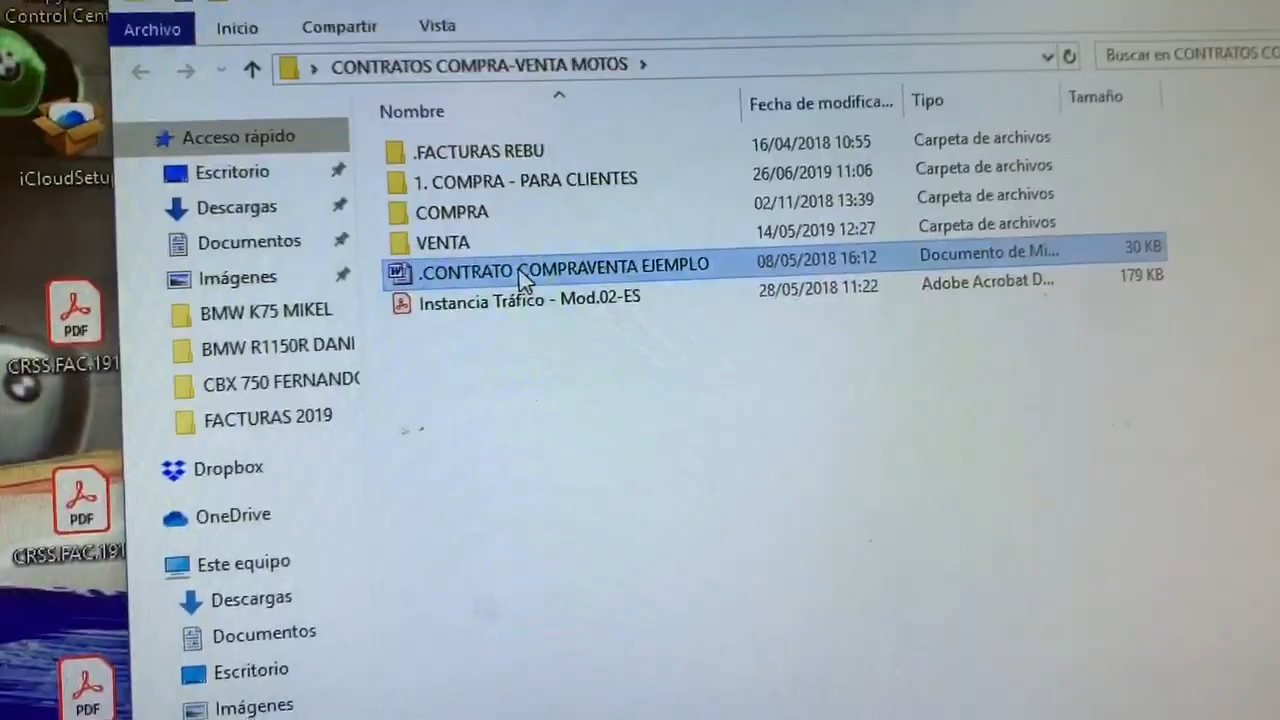 Control Cent
Archivo Inicio Compartir Vista
CONTRATOS COMPRA-VENTA MOTOS
Buscar en CONTRATOS CO
Nombre Fecha de modifica... Tipo Tamaño
.FACTURAS REBU 16/04/2018 10:55 Carpeta de archivos
1. COMPRA - PARA CLIENTES 26/06/2019 11:06 Carpeta de archivos
COMPRA 02/11/2018 13:39 Carpeta de archivos
VENTA 14/05/2019 12:27 Carpeta de archivos
.CONTRATO COMPRAVENTA EJEMPLO 08/05/2018 16:12 Documento de Mi... 30 KB
Instancia Tráfico - Mod.02-ES 28/05/2018 11:22 Adobe Acrobat D... 179 KB
Acceso rápido
Escritorio
Descargas
Documentos
Imágenes
BMW K75 MIKEL
BMW R1150R DANI
CBX 750 FERNANDO
FACTURAS 2019
Dropbox
OneDrive
Este equipo
Descargas
Documentos
Escritorio
Imágenes
iCloudSetup
PDF
CRSS.FAC.191
PDF
CRSS.FAC.191
PDF